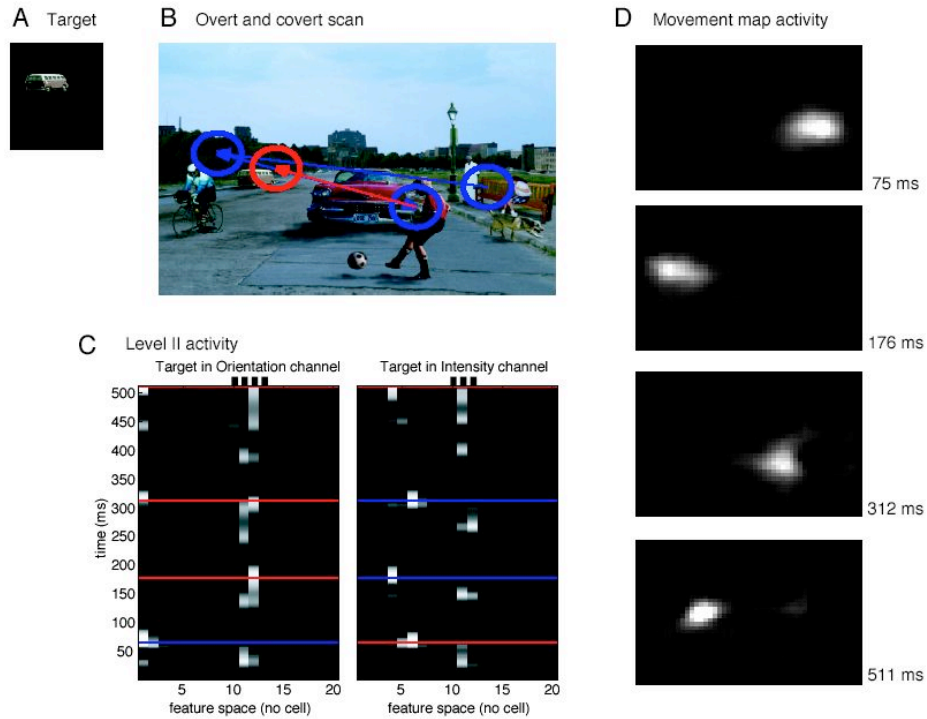 A Target
B Overt and covert scan
D Movement map activity
75 ms
176 ms
312 ms
511 ms
C Level II activity
Target in Orientation channel
Target in Intensity channel
time (ms)
500
450
400
350
300
250
200
150
100
50
5 10 15 20
feature space (no cell)
5 10 15 20
feature space (no cell)